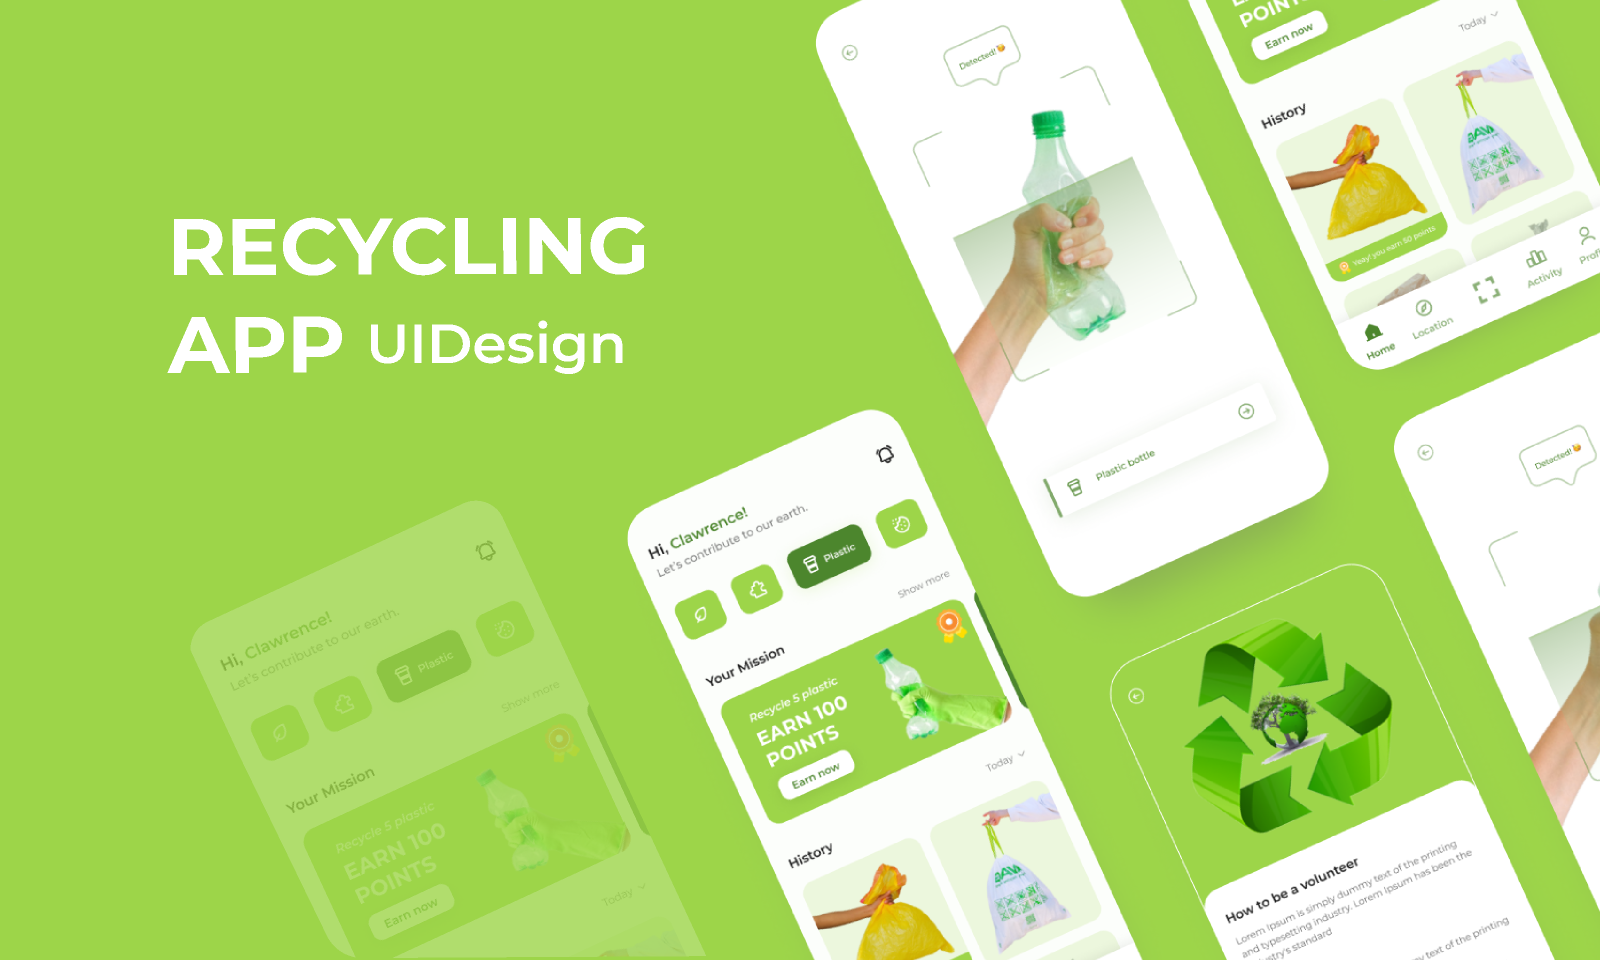 RECYCLING
APP UIDesign
Detected!
Plastic bottle
POINTS
Earn now
Today
History
Yeay! you earn 50 points
Home
Location
Activity
Hi, Clawrence!
Let's contribute to our earth.
Plastic
Show more
Your Mission
Recycle 5 plastic
EARN 100
POINTS
Earn now
Today
History
Hi, Clawrence!
Let's contribute to our earth.
Plastic
Show more
Your Mission
Recycle 5 plastic
EARN 100
POINTS
Earn now
Today
Detected!
How to be a volunteer
Lorem Ipsum is simply dummy text of the printing
and typesetting industry. Lorem Ipsum has been the
industry's standard
text of the printing